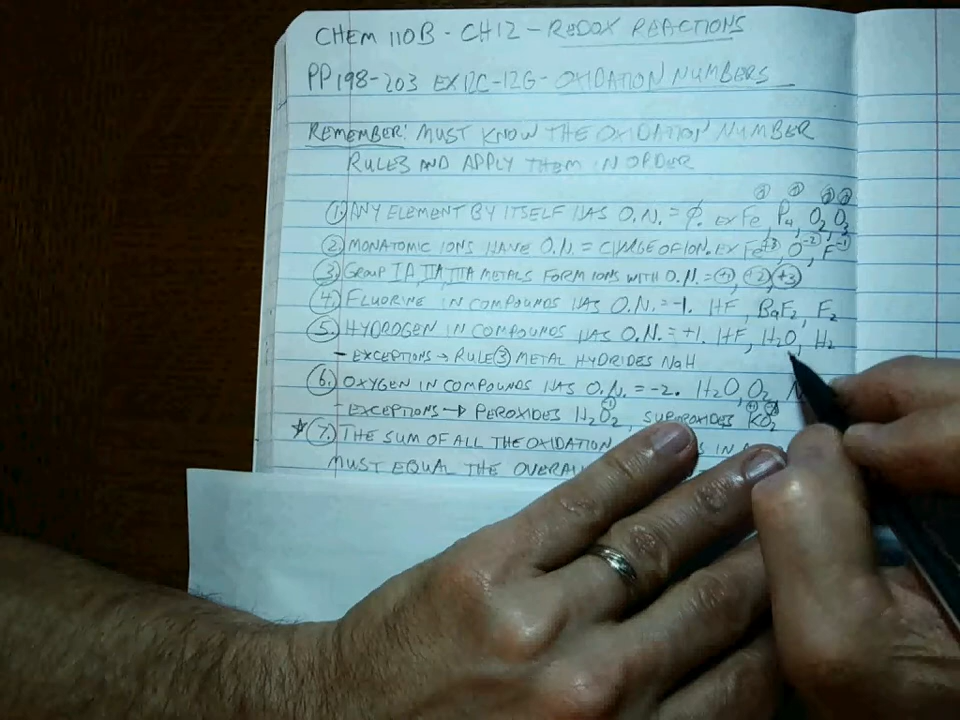 CHEM 110B - CH12 - REDOX REACTIONS
PP 198-203 EX 12C-12G - OXIDATION NUMBERS
REMEMBER: MUST KNOW THE OXIDATION NUMBER
RULES AND APPLY THEM IN ORDER
① ANY ELEMENT BY ITSELF HAS O.N. = ∅. EX Fe, P₄, O₂, O₃
② MONATOMIC IONS HAVE O.N = CHARGE OF ION. EX Fe⁺³, O⁻², F⁻¹
③ GROUP IA, IIA, IIIA METALS FORM IONS WITH O.N. = +1, +2, +3
④ FLUORINE IN COMPOUNDS HAS O.N. = -1. HF, BaF₂, F₂
⑤ HYDROGEN IN COMPOUNDS HAS O.N. = +1. HF, H₂O, H₂
- EXCEPTIONS → RULE ③ METAL HYDRIDES NaH
⑥ OXYGEN IN COMPOUNDS HAS O.N. = -2. H₂O, O₂,
- EXCEPTIONS → PEROXIDES H₂O₂, SUPEROXIDES KO₂
* ⑦ THE SUM OF ALL THE OXIDATION IN
MUST EQUAL THE